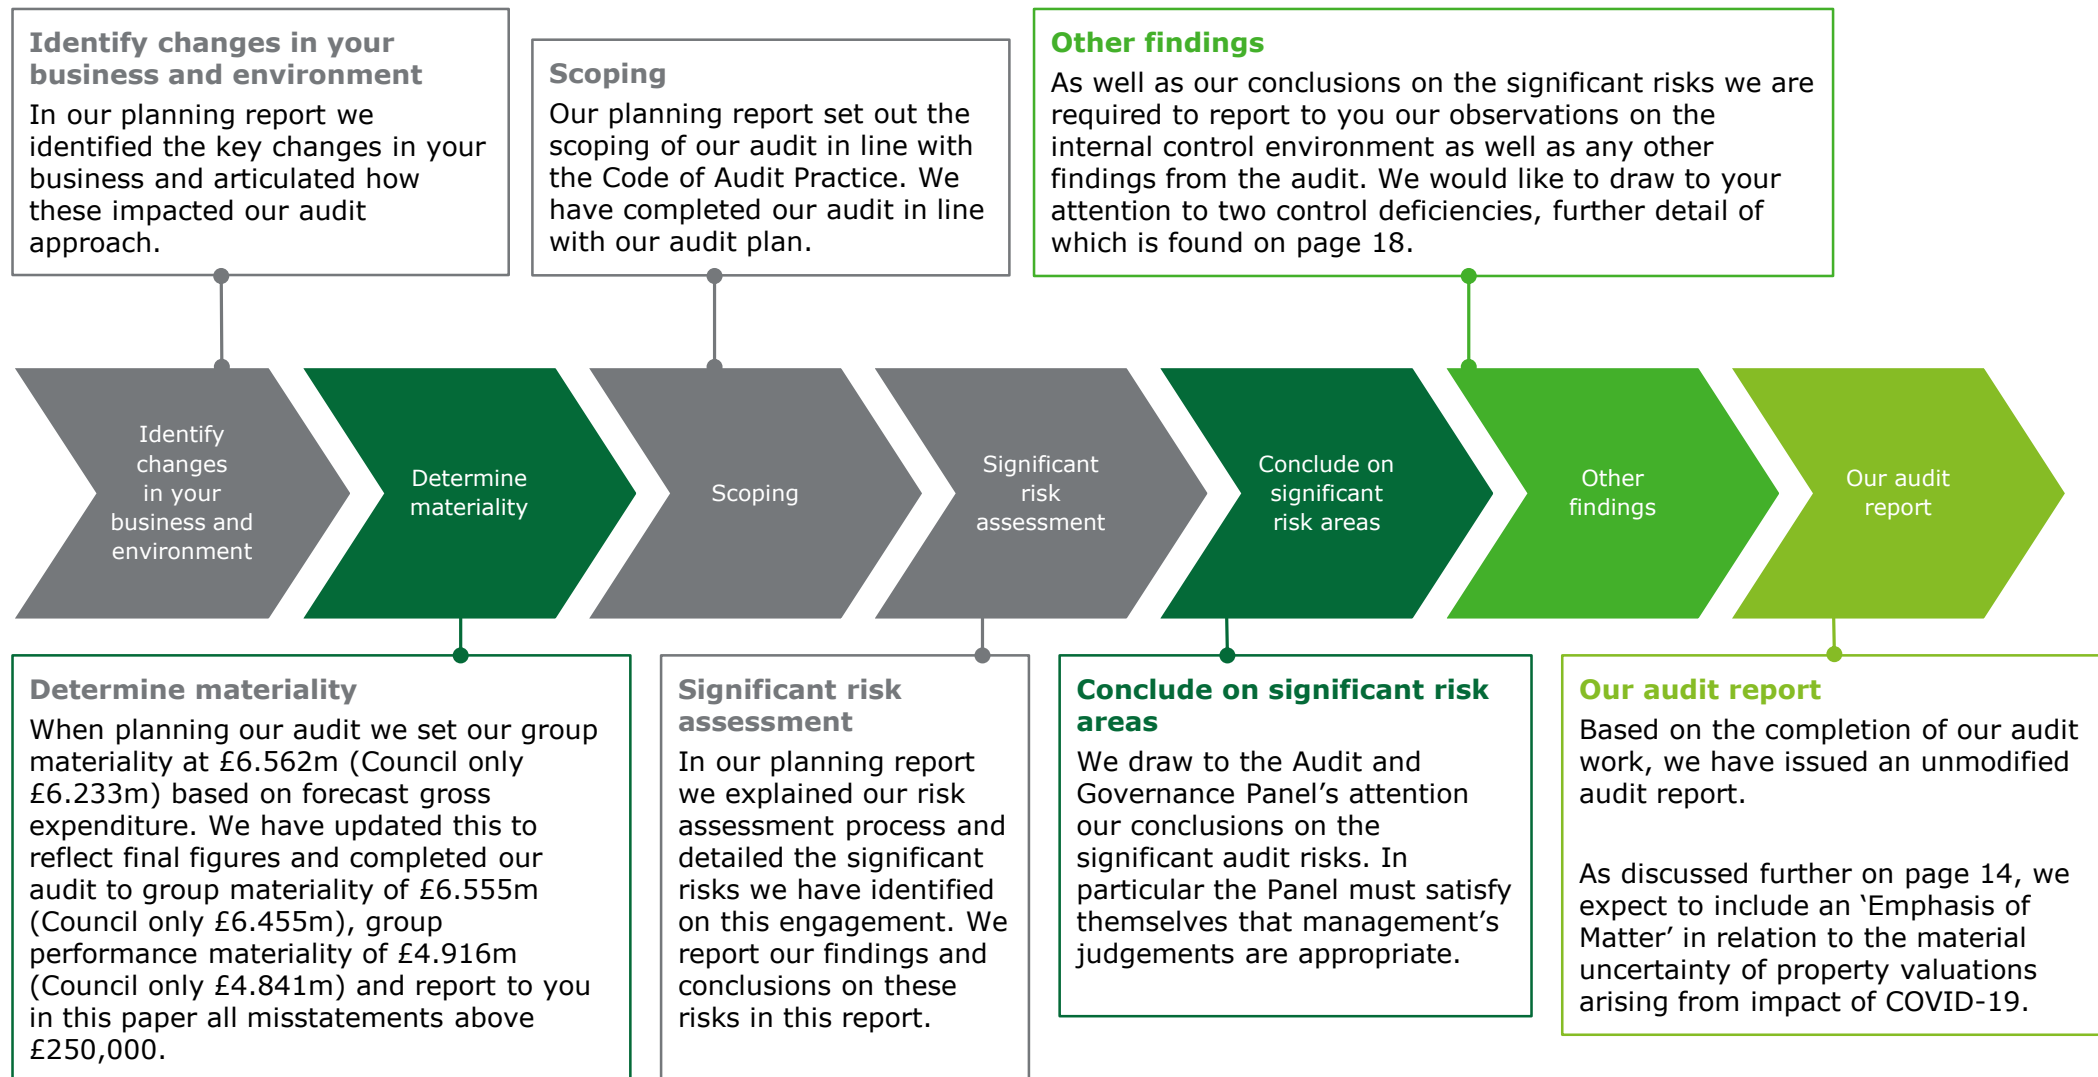 Identify changes in your
business and environment
In our planning report we
identified the key changes in your
business and articulated how
these impacted our audit
approach.
Scoping
Our planning report set out the
scoping of our audit in line with
the Code of Audit Practice. We
have completed our audit in line
with our audit plan.
Other findings
As well as our conclusions on the significant risks we are
required to report to you our observations on the
internal control environment as well as any other
findings from the audit. We would like to draw to your
attention to two control deficiencies, further detail of
which is found on page 18.
Identify
changes
in your
business and
environment
Determine
materiality
Scoping
Significant
risk
assessment
Conclude on
significant
risk areas
Other
findings
Our audit
report
Determine materiality
When planning our audit we set our group
materiality at £6.562m (Council only
£6.233m) based on forecast gross
expenditure. We have updated this to
reflect final figures and completed our
audit to group materiality of £6.555m
(Council only £6.455m), group
performance materiality of £4.916m
(Council only £4.841m) and report to you
in this paper all misstatements above
£250,000.
Significant risk
assessment
In our planning report
we explained our risk
assessment process and
detailed the significant
risks we have identified
on this engagement. We
report our findings and
conclusions on these
risks in this report.
Conclude on significant risk
areas
We draw to the Audit and
Governance Panel’s attention
our conclusions on the
significant audit risks. In
particular the Panel must satisfy
themselves that management’s
judgements are appropriate.
Our audit report
Based on the completion of our audit
work, we have issued an unmodified
audit report.
As discussed further on page 14, we
expect to include an ‘Emphasis of
Matter’ in relation to the material
uncertainty of property valuations
arising from impact of COVID-19.